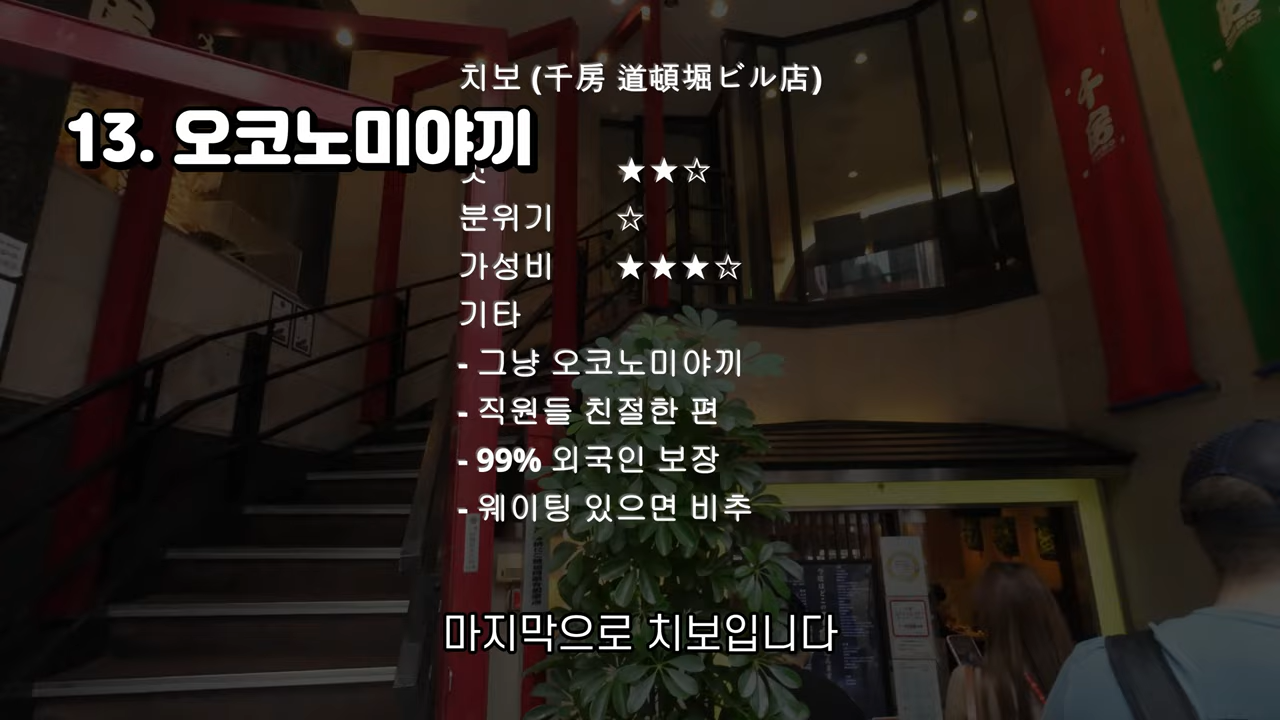 치보 (千房 道頓堀ビル店)
13. 오코노미야끼
맛 ★★☆
분위기 ☆
가성비 ★★★☆
기타
- 그냥 오코노미야끼
- 직원들 친절한 편
- 99% 외국인 보장
- 웨이팅 있으면 비추
마지막으로 치보입니다
千房